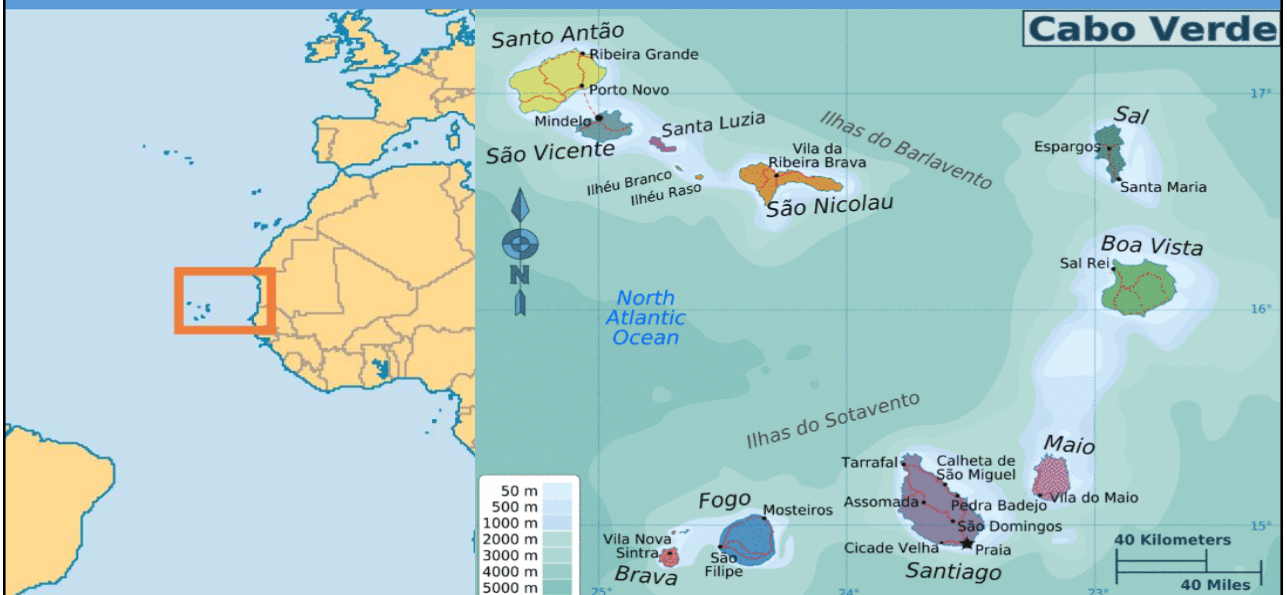 Cabo Verde
Santo Antão
Ribeira Grande
Porto Novo
17°
Mindelo
São Vicente
Santa Luzia
Ilhas do Barlavento
Sal
Espargos
Santa Maria
Vila da
Ribeira Brava
Ilhéu Branco
Ilhéu Raso
São Nicolau
Boa Vista
Sal Rei
N
North
Atlantic
Ocean
16°
Ilhas do Sotavento
Maio
Vila do Maio
Tarrafal
Calheta de
São Miguel
Assomada
Pedra Badejo
São Domingos
Cicade Velha
Praia
Santiago
Fogo
Mosteiros
São
Filipe
Vila Nova
Sintra
Brava
15°
50 m
500 m
1000 m
2000 m
3000 m
4000 m
5000 m
40 Kilometers
40 Miles
25°
24°
23°